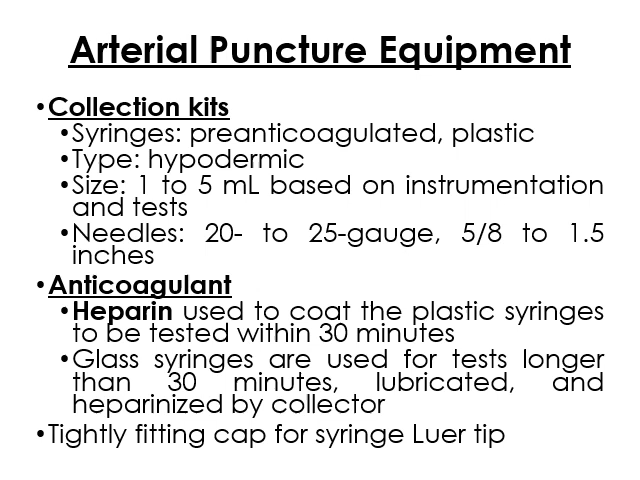 Arterial Puncture Equipment
•Collection kits
•Syringes: preanticoagulated, plastic
•Type: hypodermic
•Size: 1 to 5 mL based on instrumentation
and tests
•Needles: 20- to 25-gauge, 5/8 to 1.5
inches
•Anticoagulant
•Heparin used to coat the plastic syringes
to be tested within 30 minutes
•Glass syringes are used for tests longer
than 30 minutes, lubricated, and
heparinized by collector
•Tightly fitting cap for syringe Luer tip